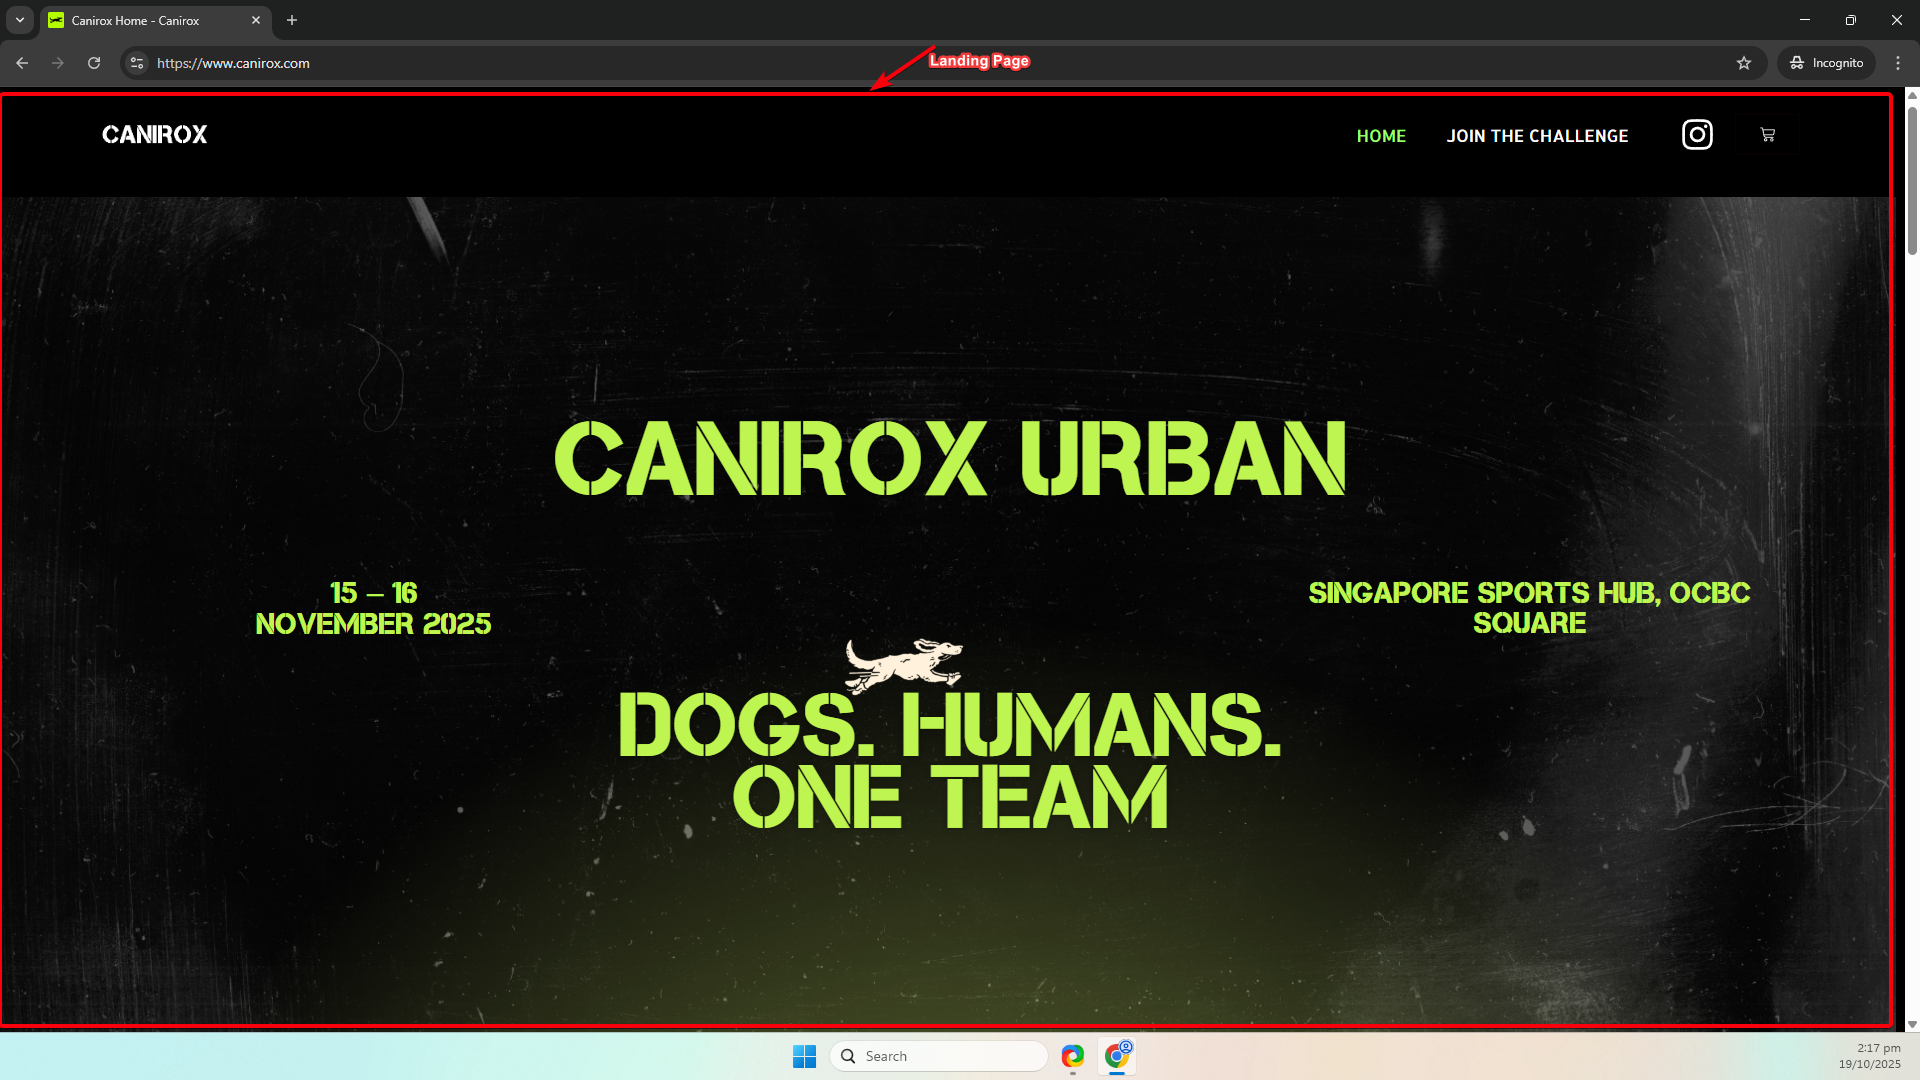 Canirox Home - Canirox
https://www.canirox.com
Landing Page
Incognito
CANIROX
HOME
JOIN THE CHALLENGE
CANIROX URBAN
15 – 16
NOVEMBER 2025
SINGAPORE SPORTS HUB, OCBC
SQUARE
DOGS. HUMANS.
ONE TEAM
Search
2:17 pm
19/10/2025